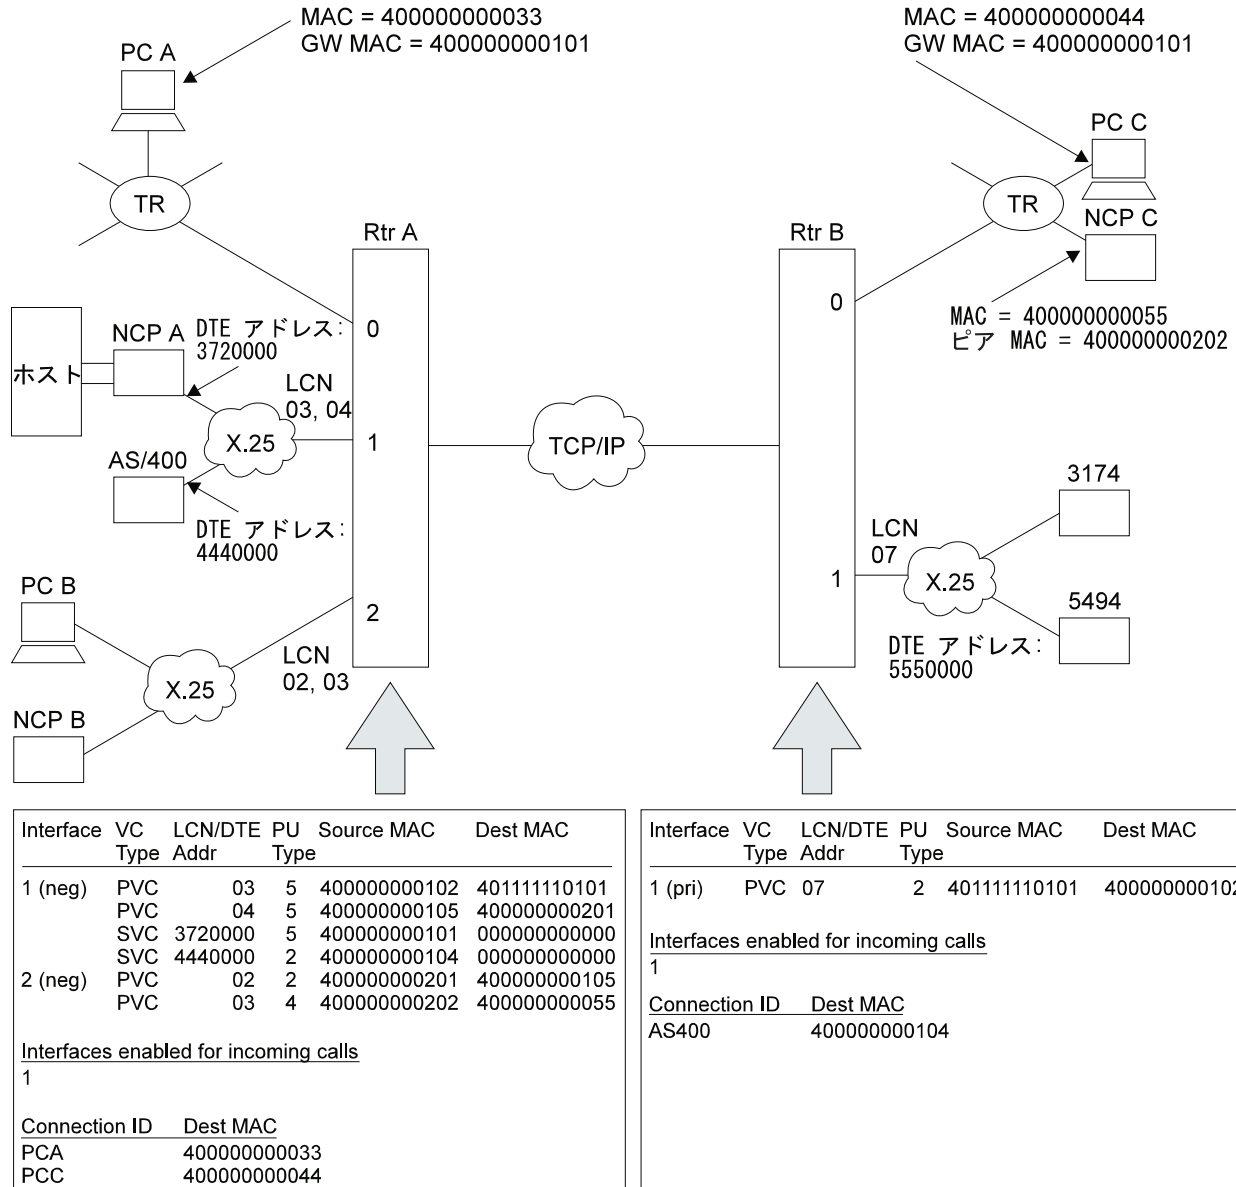 MAC = 400000000033
GW MAC = 400000000101
PC A
TR
MAC = 400000000044
GW MAC = 400000000101
PC C
TR
NCP C
MAC = 400000000055
ピア MAC = 400000000202
Rtr A
0
1
2
Rtr B
0
1
ホスト
NCP A
DTE アドレス:
3720000
LCN
03, 04
X.25
AS/400
DTE アドレス:
4440000
TCP/IP
PC B
X.25
LCN
02, 03
NCP B
3174
LCN
07
X.25
5494
DTE アドレス:
5550000
Interface VC LCN/DTE PU Source MAC Dest MAC
Type Addr Type
1 (neg) PVC 03 5 400000000102 401111110101
PVC 04 5 400000000105 400000000201
SVC 3720000 5 400000000101 000000000000
SVC 4440000 2 400000000104 000000000000
2 (neg) PVC 02 2 400000000201 400000000105
PVC 03 4 400000000202 400000000055
Interfaces enabled for incoming calls
1
Connection ID Dest MAC
PCA 400000000033
PCC 400000000044
Interface VC LCN/DTE PU Source MAC Dest MAC
Type Addr Type
1 (pri) PVC 07 2 401111110101 400000000102
Interfaces enabled for incoming calls
1
Connection ID Dest MAC
AS400 400000000104